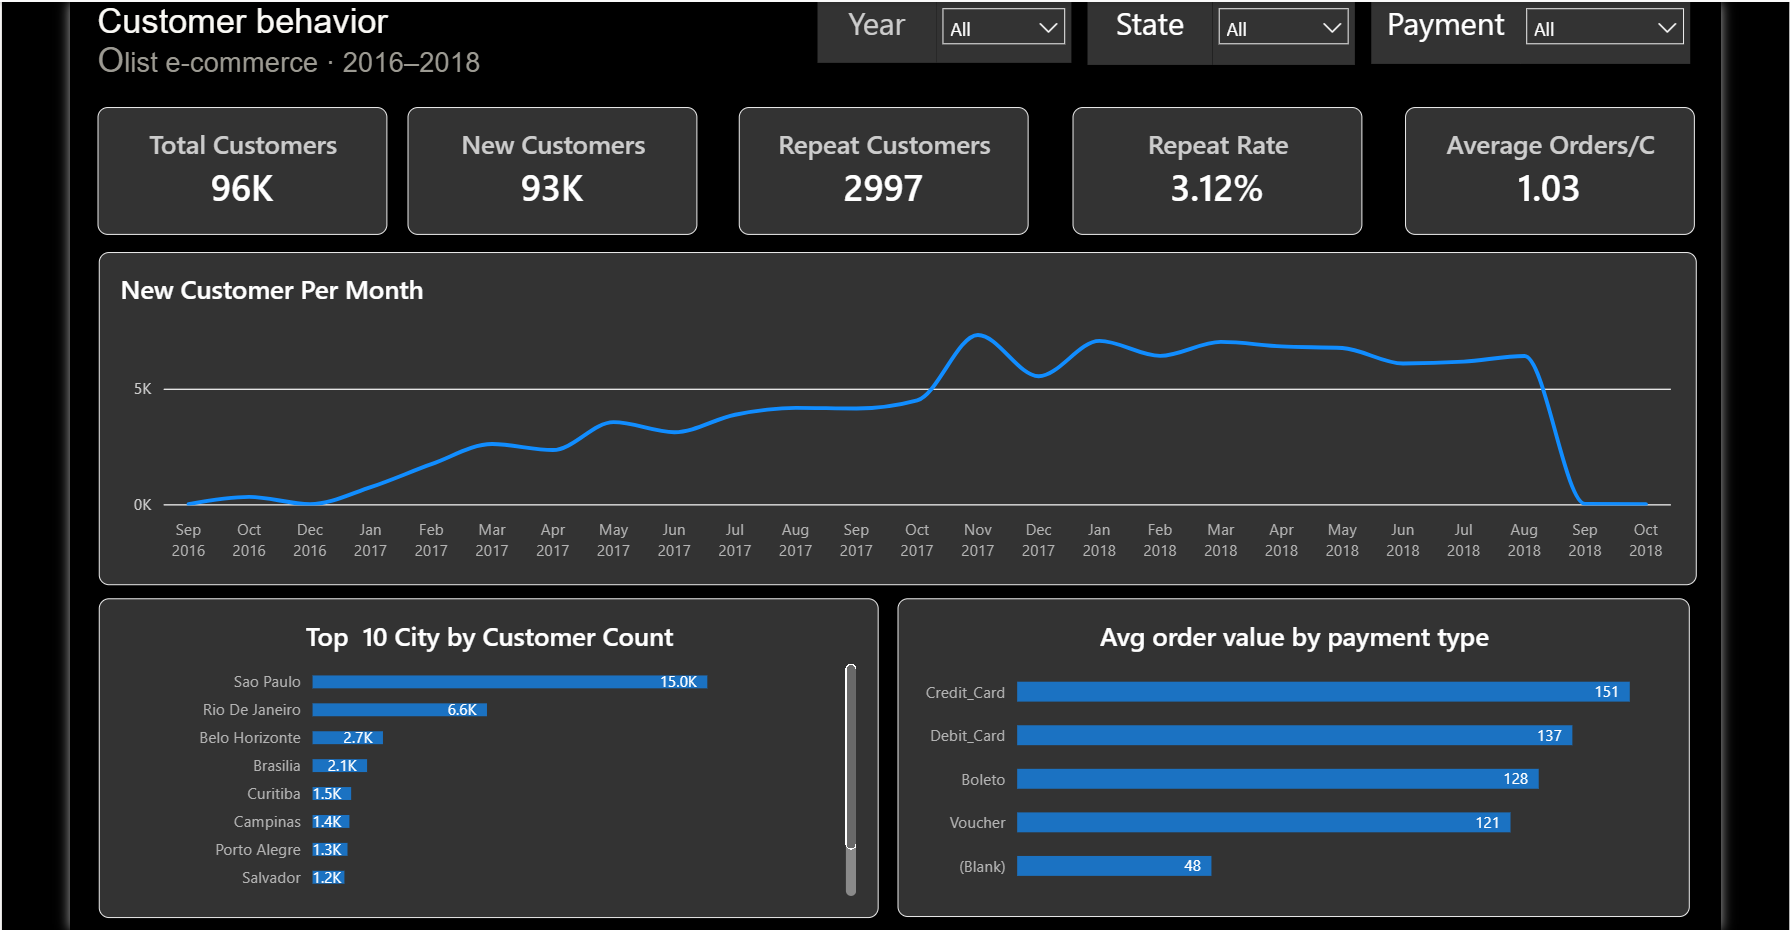 Customer behavior
Olist e-commerce · 2016–2018
Year All
State All
Payment All
Total Customers
96K
New Customers
93K
Repeat Customers
2997
Repeat Rate
3.12%
Average Orders/C
1.03
New Customer Per Month
5K
0K
Sep 2016
Oct 2016
Dec 2016
Jan 2017
Feb 2017
Mar 2017
Apr 2017
May 2017
Jun 2017
Jul 2017
Aug 2017
Sep 2017
Oct 2017
Nov 2017
Dec 2017
Jan 2018
Feb 2018
Mar 2018
Apr 2018
May 2018
Jun 2018
Jul 2018
Aug 2018
Sep 2018
Oct 2018
Top  10 City by Customer Count
Sao Paulo 15.0K
Rio De Janeiro 6.6K
Belo Horizonte 2.7K
Brasilia 2.1K
Curitiba 1.5K
Campinas 1.4K
Porto Alegre 1.3K
Salvador 1.2K
Avg order value by payment type
Credit_Card 151
Debit_Card 137
Boleto 128
Voucher 121
(Blank) 48